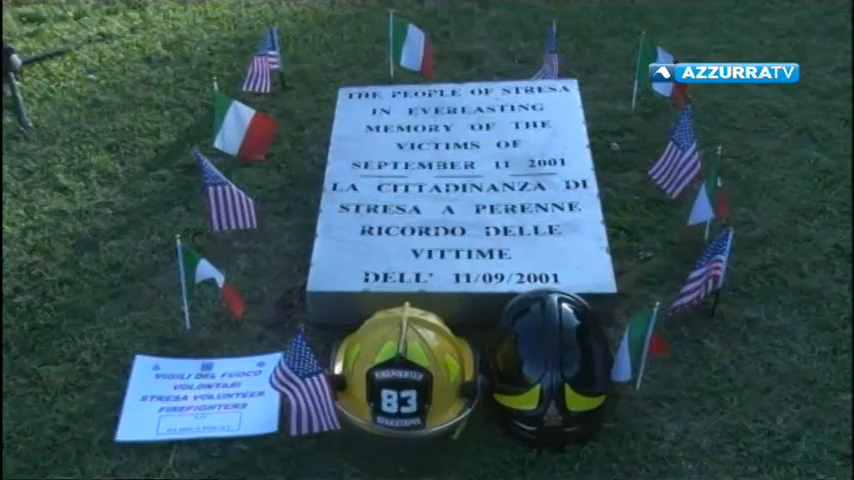 AZZURRATV
THE PEOPLE OF STRESA
IN EVERLASTING
MEMORY OF THE
VICTIMS OF
SEPTEMBER 11 2001
LA CITTADINANZA DI
STRESA A PERENNE
RICORDO DELLE
VITTIME
DELL' 11/09/2001
83
VIGILI DEL FUOCO
VOLONTARI
STRESA VOLUNTEER
FIREFIGHTERS